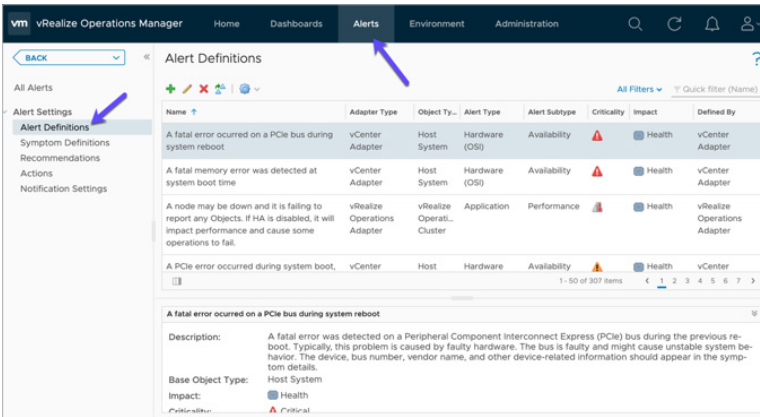 vm vRealize Operations Manager Home Dashboards Alerts Environment Administration
BACK
Alert Definitions
?
All Alerts
Alert Settings
Alert Definitions
Symptom Definitions
Recommendations
Actions
Notification Settings
All Filters Quick filter (Name)
Name Adapter Type Object Ty... Alert Type Alert Subtype Criticality Impact Defined By
A fatal error ocurred on a PCIe bus during
system reboot
vCenter
Adapter
Host
System
Hardware
(OSI)
Availability
Health
vCenter
Adapter
A fatal memory error was detected at
system boot time
vCenter
Adapter
Host
System
Hardware
(OSI)
Availability
Health
vCenter
Adapter
A node may be down and it is failing to
report any Objects. If HA is disabled, it will
impact performance and cause some
operations to fail.
vRealize
Operations
Adapter
vRealize
Operati...
Cluster
Application
Performance
Health
vRealize
Operations
Adapter
A PCIe error occurred during system boot, vCenter Host Hardware Availability Health vCenter
1 - 50 of 307 items 1 2 3 4 5 6 7
A fatal error ocurred on a PCIe bus during system reboot
Description: A fatal error was detected on a Peripheral Component Interconnect Express (PCIe) bus during the previous re-
boot. Typically, this problem is caused by faulty hardware. The bus is faulty and might cause unstable system be-
havior. The device, bus number, vendor name, and other device-related information should appear in the symp-
tom details.
Base Object Type: Host System
Impact: Health
Criticality: Critical